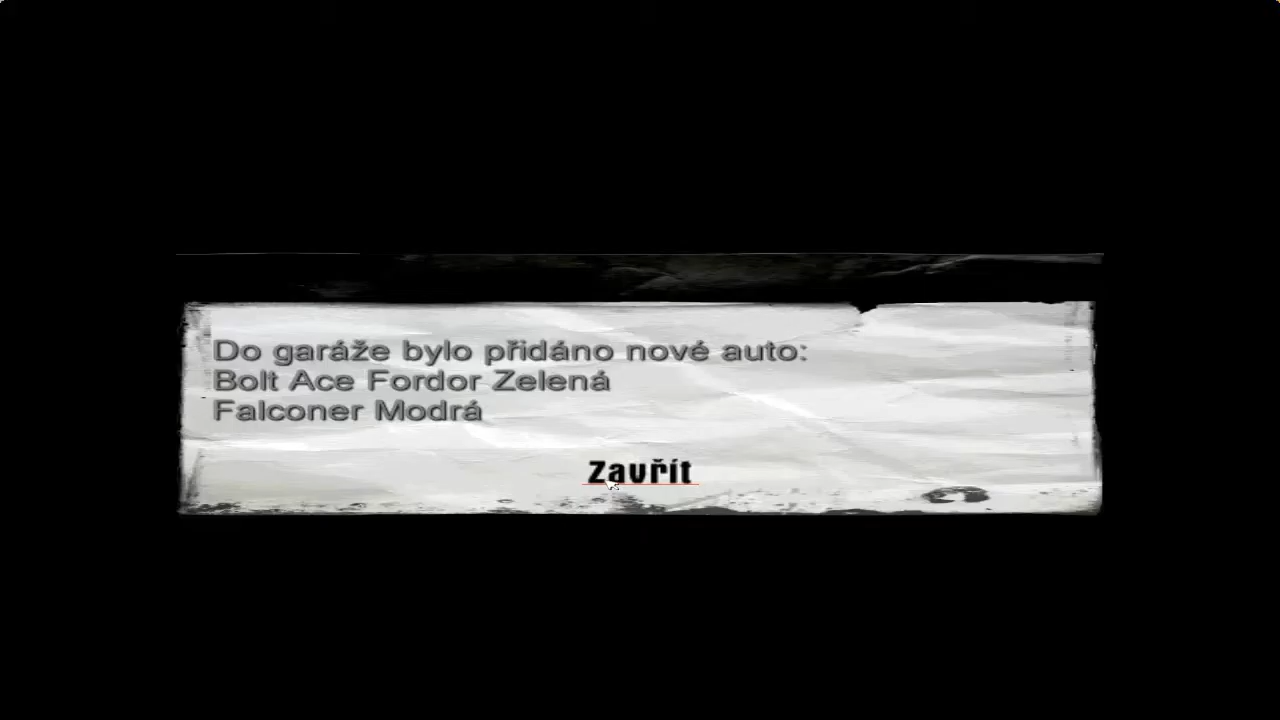 Do garáže bylo přidáno nové auto:
Bolt Ace Fordor Zelená
Falconer Modrá
Zavřít